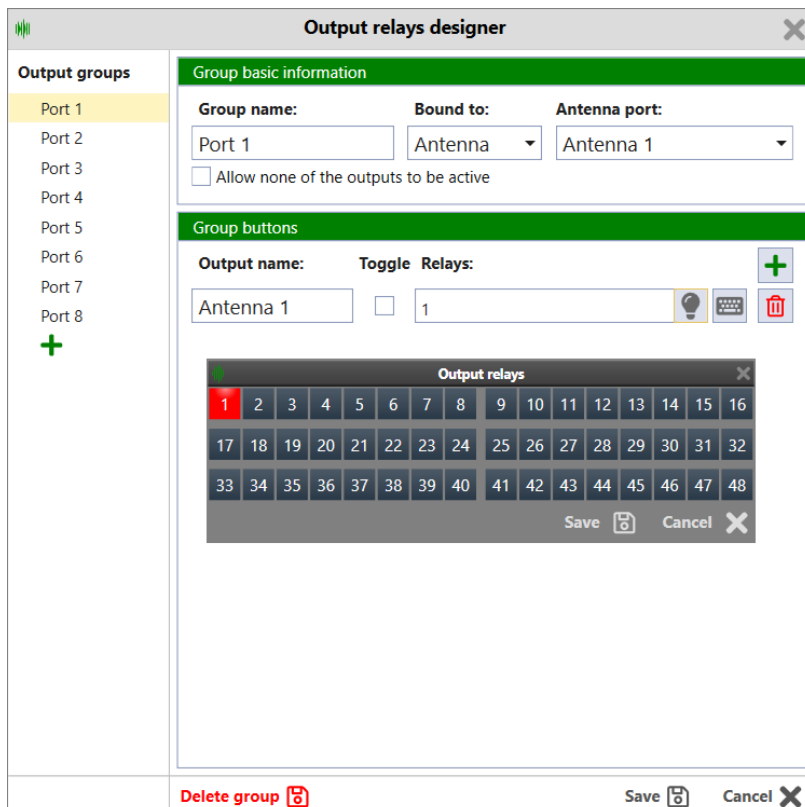 Output relays designer
Output groups
Port 1
Port 2
Port 3
Port 4
Port 5
Port 6
Port 7
Port 8
Group basic information
Group name: Bound to: Antenna port:
Port 1 Antenna Antenna 1
Allow none of the outputs to be active
Group buttons
Output name: Toggle Relays:
Antenna 1 1
Output relays
1 2 3 4 5 6 7 8 9 10 11 12 13 14 15 16
17 18 19 20 21 22 23 24 25 26 27 28 29 30 31 32
33 34 35 36 37 38 39 40 41 42 43 44 45 46 47 48
Save Cancel
Delete group Save Cancel